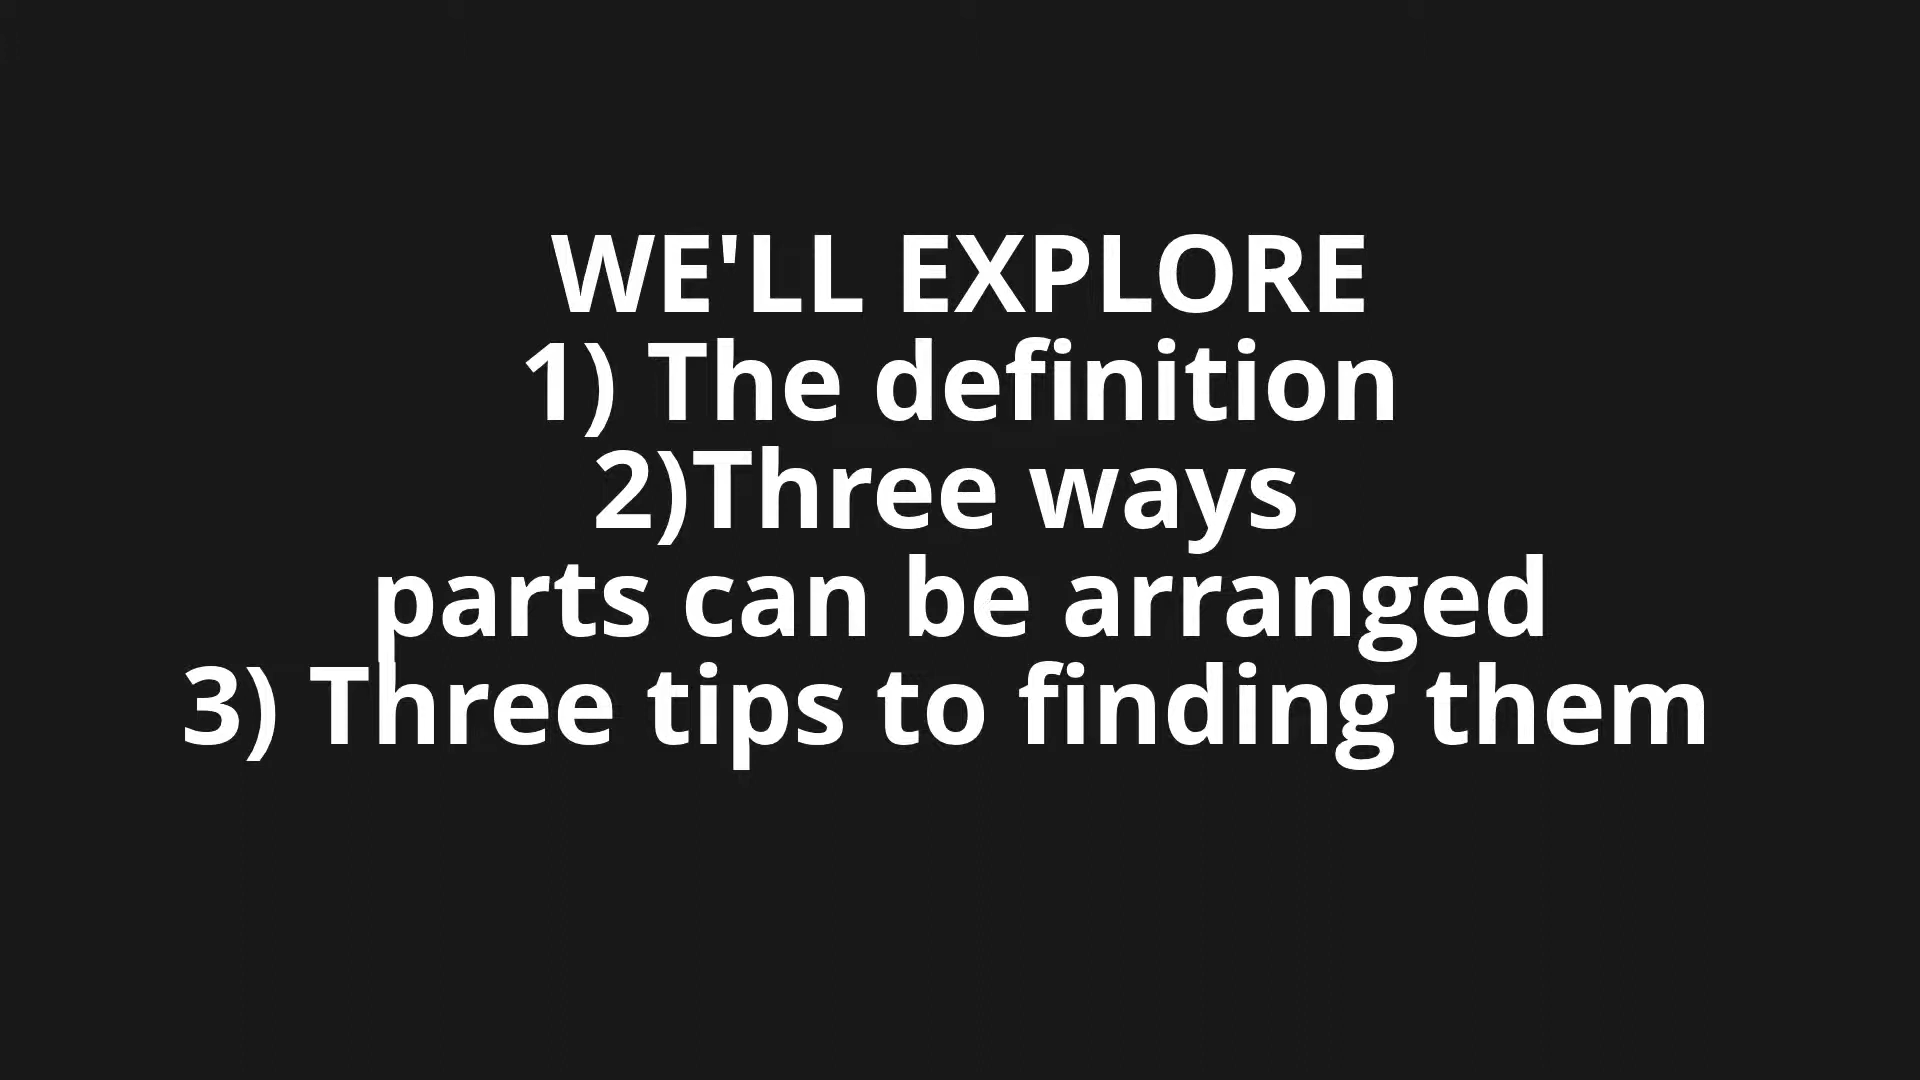 WE'LL EXPLORE
1) The definition
2)Three ways
parts can be arranged
3) Three tips to finding them